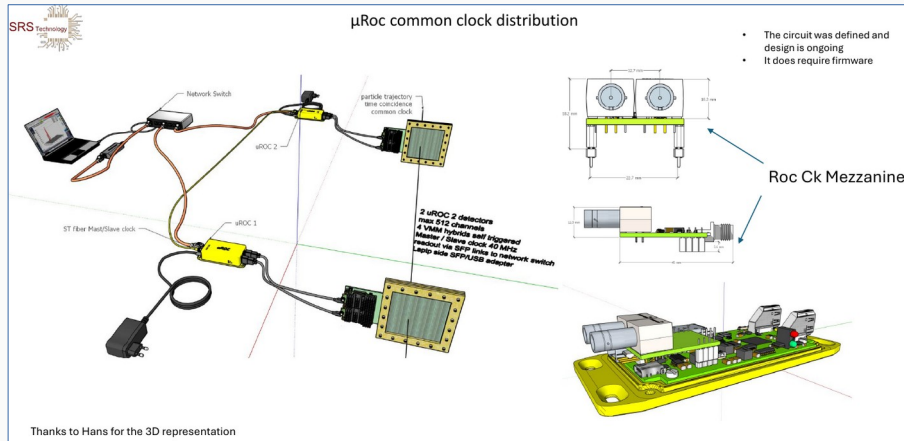 SRS Technology
μRoc common clock distribution
• The circuit was defined and
design is ongoing
• It does require firmware
Network Switch
particle trajectory
time coincidence
common clock
uROC 2
Roc Ck Mezzanine
ST fiber Mast/Slave clock
uROC 1
2 uROC 2 detectors
max 512 channels
4 VMM hybrids self triggered
Master / Slave clock 40 MHz
readout via SFP links to network switch
Laptp side SFP/USB adapter
Thanks to Hans for the 3D representation